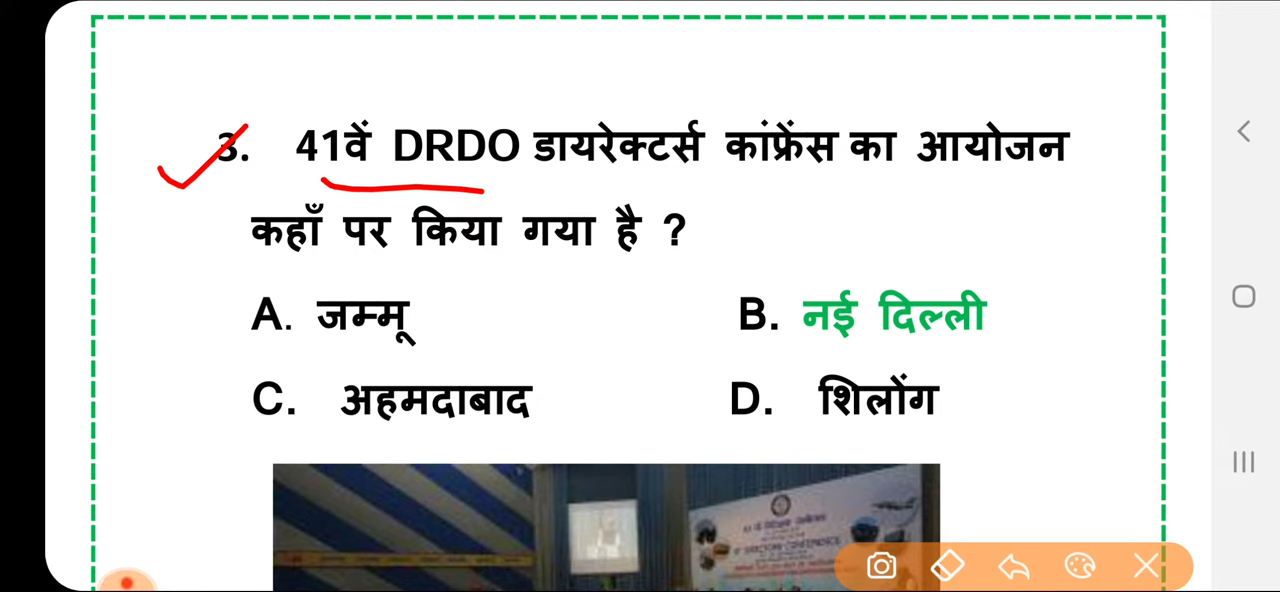 3. 41वें DRDO डायरेक्टर्स कांफ्रेंस का आयोजन
कहाँ पर किया गया है ?
A. जम्मू
B. नई दिल्ली
C. अहमदाबाद
D. शिलोंग